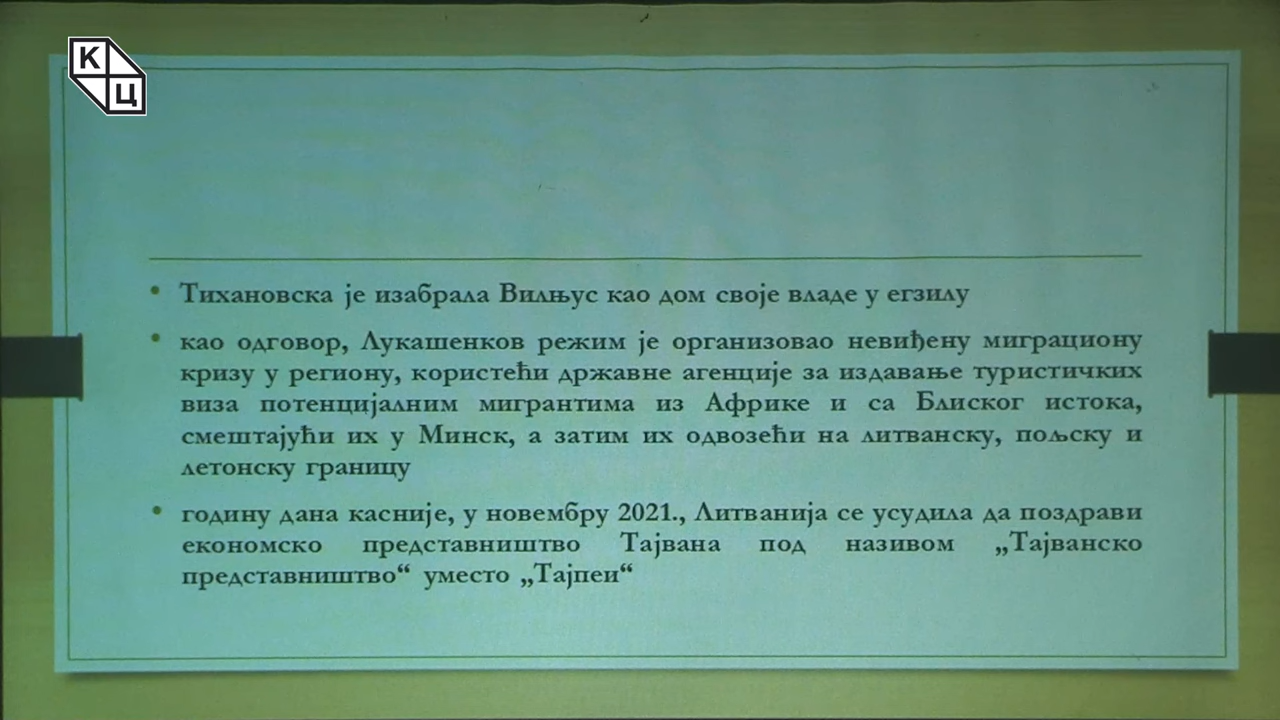 К
Ц
• Тихановска је изабрала Вилњус као дом своје владе у егзилу
• као одговор, Лукашенков режим је организовао невиђену миграциону
кризу у региону, користећи државне агенције за издавање туристичких
виза потенцијалним мигрантима из Африке и са Блиског истока,
смештајући их у Минск, а затим их одвозећи на литванску, пољску и
летонску границу
• годину дана касније, у новембру 2021., Литванија се усудила да поздрави
економско представништво Тајвана под називом „Тајванско
представништво“ уместо „Тајпеи“